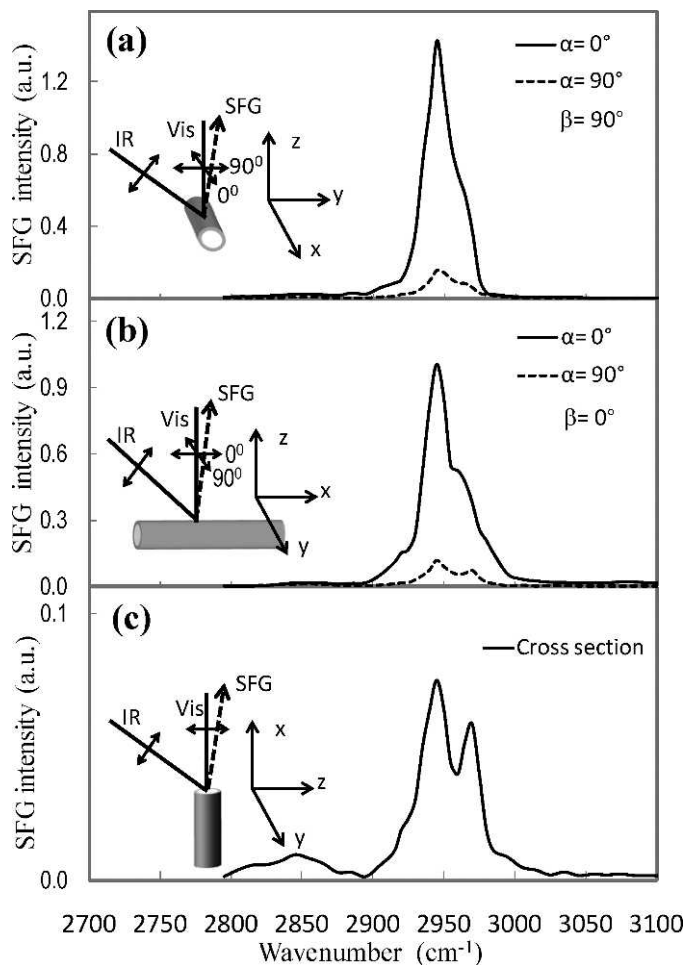 (a)
SFG intensity (a.u.)
1.2
0.8
0.4
0.0
α= 0°
α= 90°
β= 90°
IR
Vis
SFG
90⁰
0⁰
z
y
x
(b)
SFG intensity (a.u.)
1.2
0.9
0.6
0.3
0.0
α= 0°
α= 90°
β= 0°
IR
Vis
SFG
0⁰
90⁰
z
x
y
(c)
SFG intensity (a.u.)
0.1
0.0
Cross section
IR
Vis
SFG
x
z
y
2700 2750 2800 2850 2900 2950 3000 3050 3100
Wavenumber (cm⁻¹)